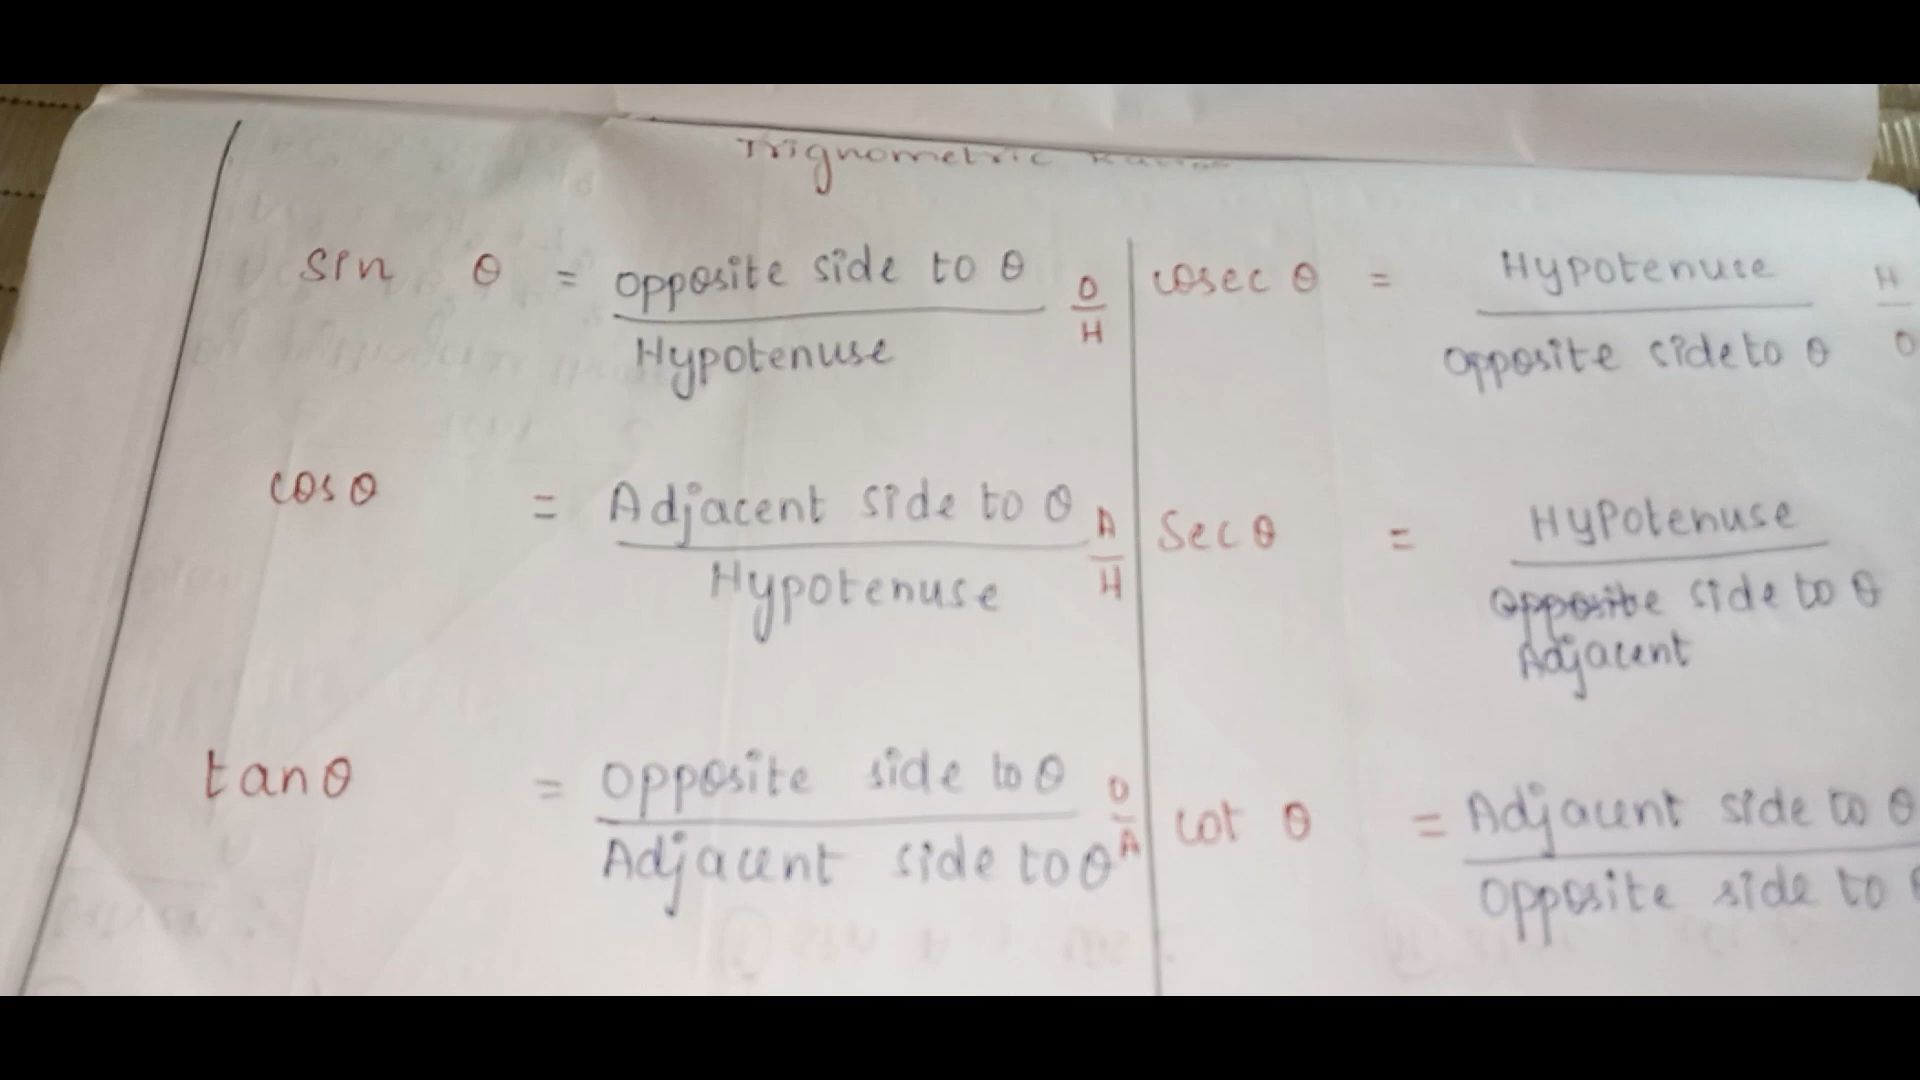 Trignometric Ratios
sin θ = opposite side to θ O cosec θ = Hypotenuse H
Hypotenuse H opposite side to θ O
cos θ = Adjacent side to θ A Sec θ = Hypotenuse
Hypotenuse H opposite side to θ
Adjacent
tan θ = opposite side to θ O cot θ = Adjacent side to θ
Adjacent side to θ A opposite side to θ